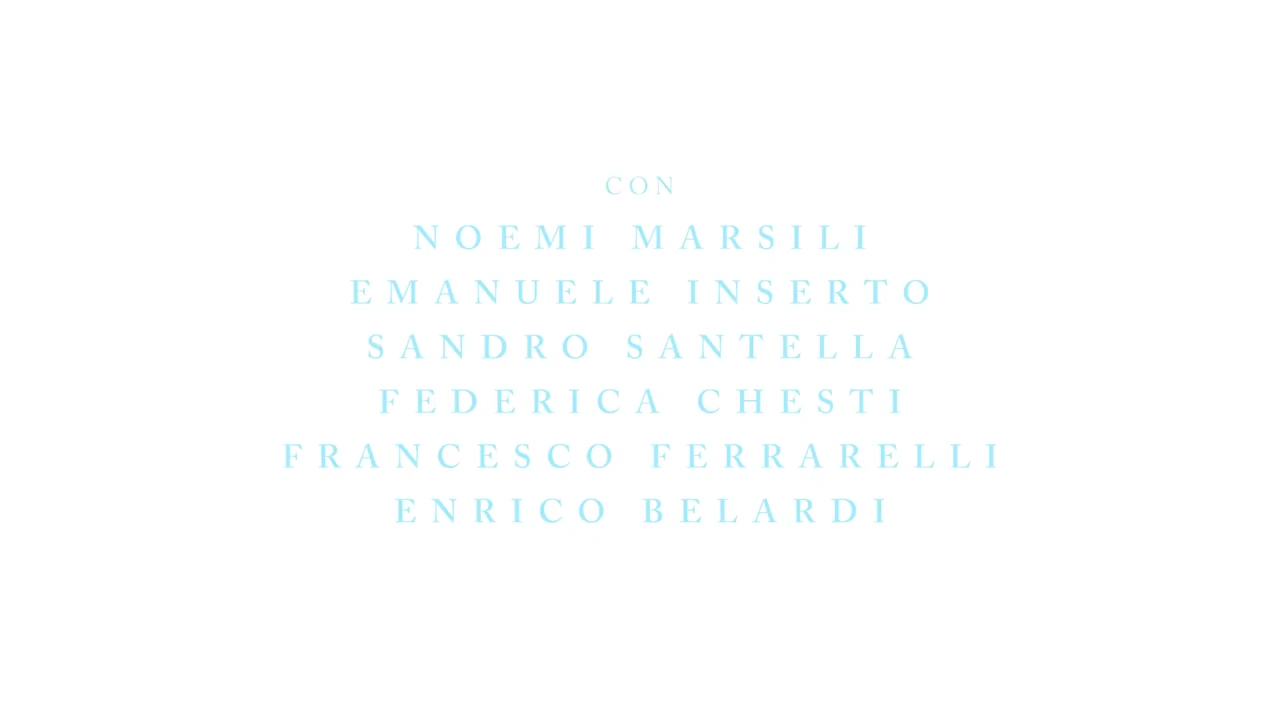 CON
NOEMI MARSILI
EMANUELE INSERTO
SANDRO SANTELLA
FEDERICA CHESTI
FRANCESCO FERRARELLI
ENRICO BELARDI